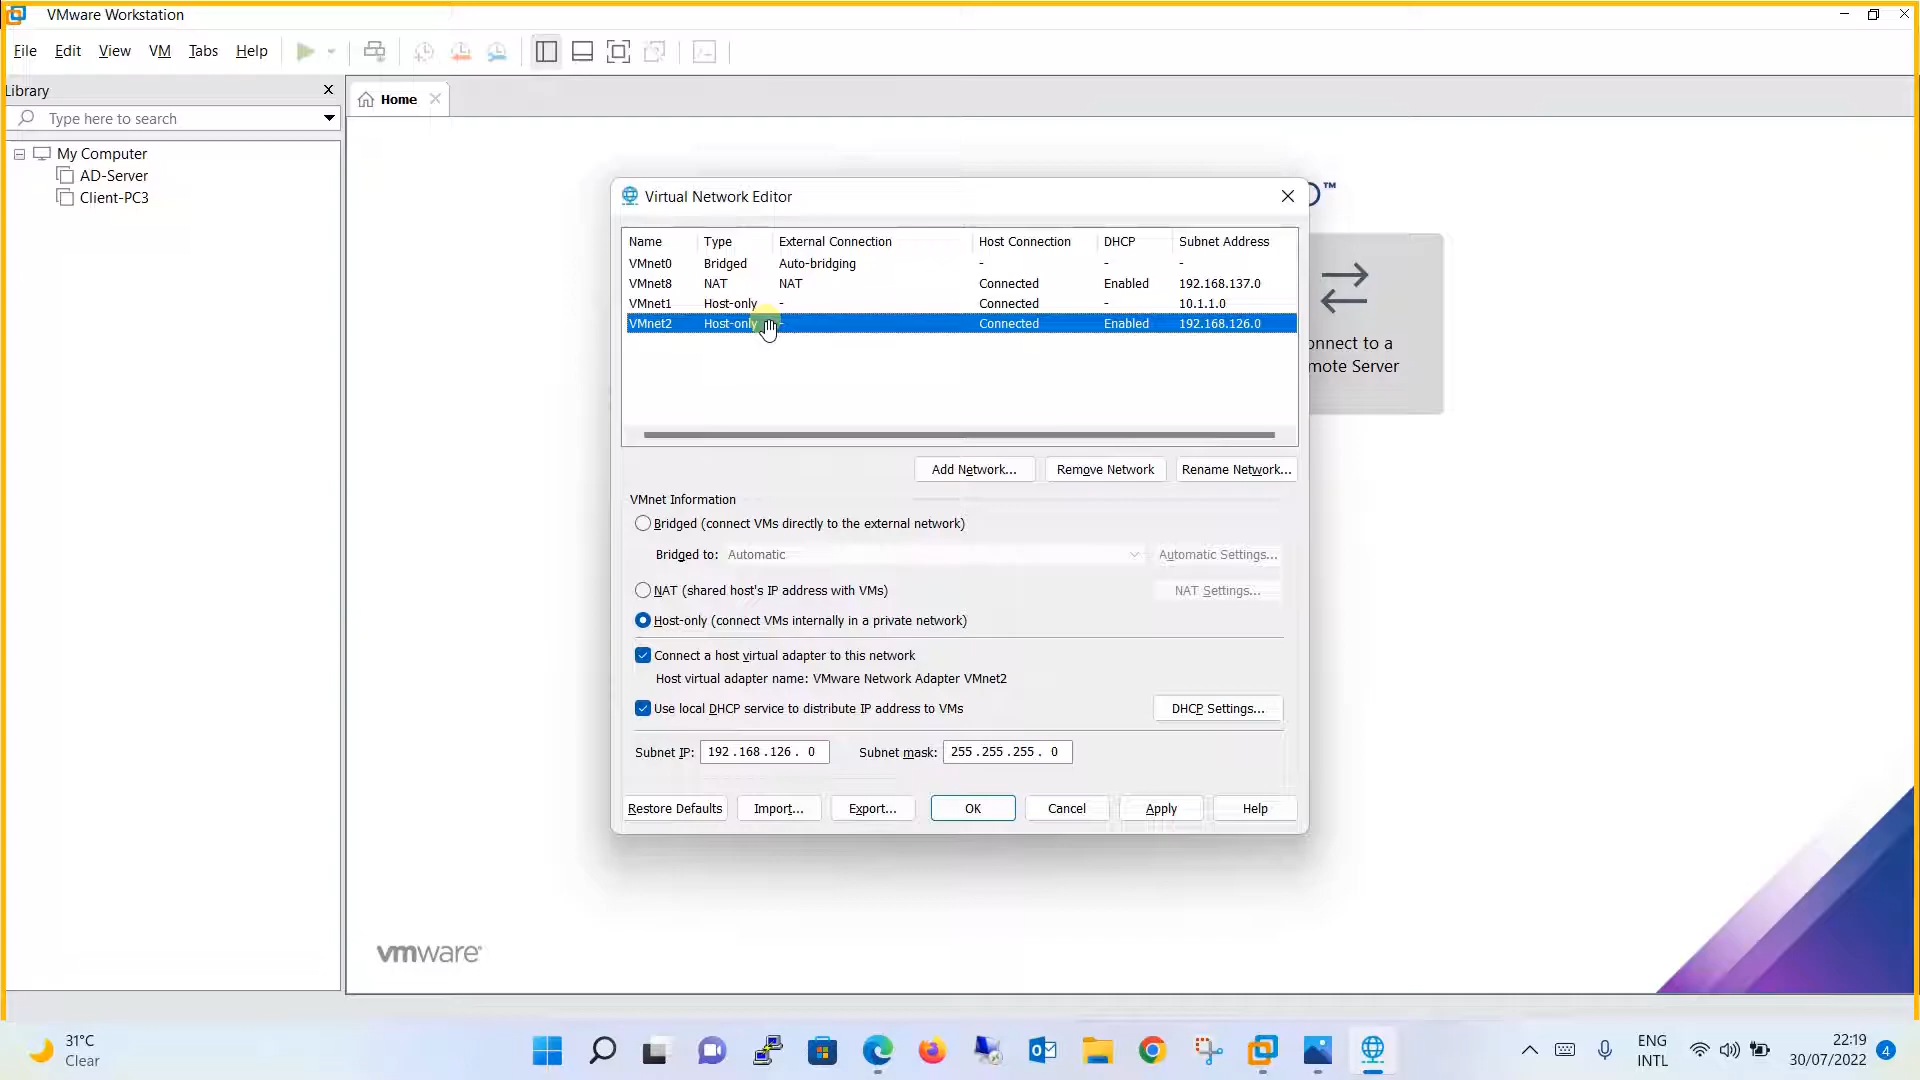 VMware Workstation
File Edit View VM Tabs Help
Library
Type here to search
Home
My Computer
AD-Server
Client-PC3
Virtual Network Editor
Name Type External Connection Host Connection DHCP Subnet Address
VMnet0 Bridged Auto-bridging - - -
VMnet8 NAT NAT Connected Enabled 192.168.137.0
VMnet1 Host-only - Connected - 10.1.1.0
VMnet2 Host-only - Connected Enabled 192.168.126.0
™
onnect to a
mote Server
Add Network... Remove Network Rename Network...
VMnet Information
Bridged (connect VMs directly to the external network)
Bridged to: Automatic Automatic Settings...
NAT (shared host's IP address with VMs) NAT Settings...
Host-only (connect VMs internally in a private network)
Connect a host virtual adapter to this network
Host virtual adapter name: VMware Network Adapter VMnet2
Use local DHCP service to distribute IP address to VMs DHCP Settings...
Subnet IP: 192.168.126. 0 Subnet mask: 255.255.255. 0
Restore Defaults Import... Export... OK Cancel Apply Help
vmware®
31°C
Clear
ENG
INTL
22:19
30/07/2022
4